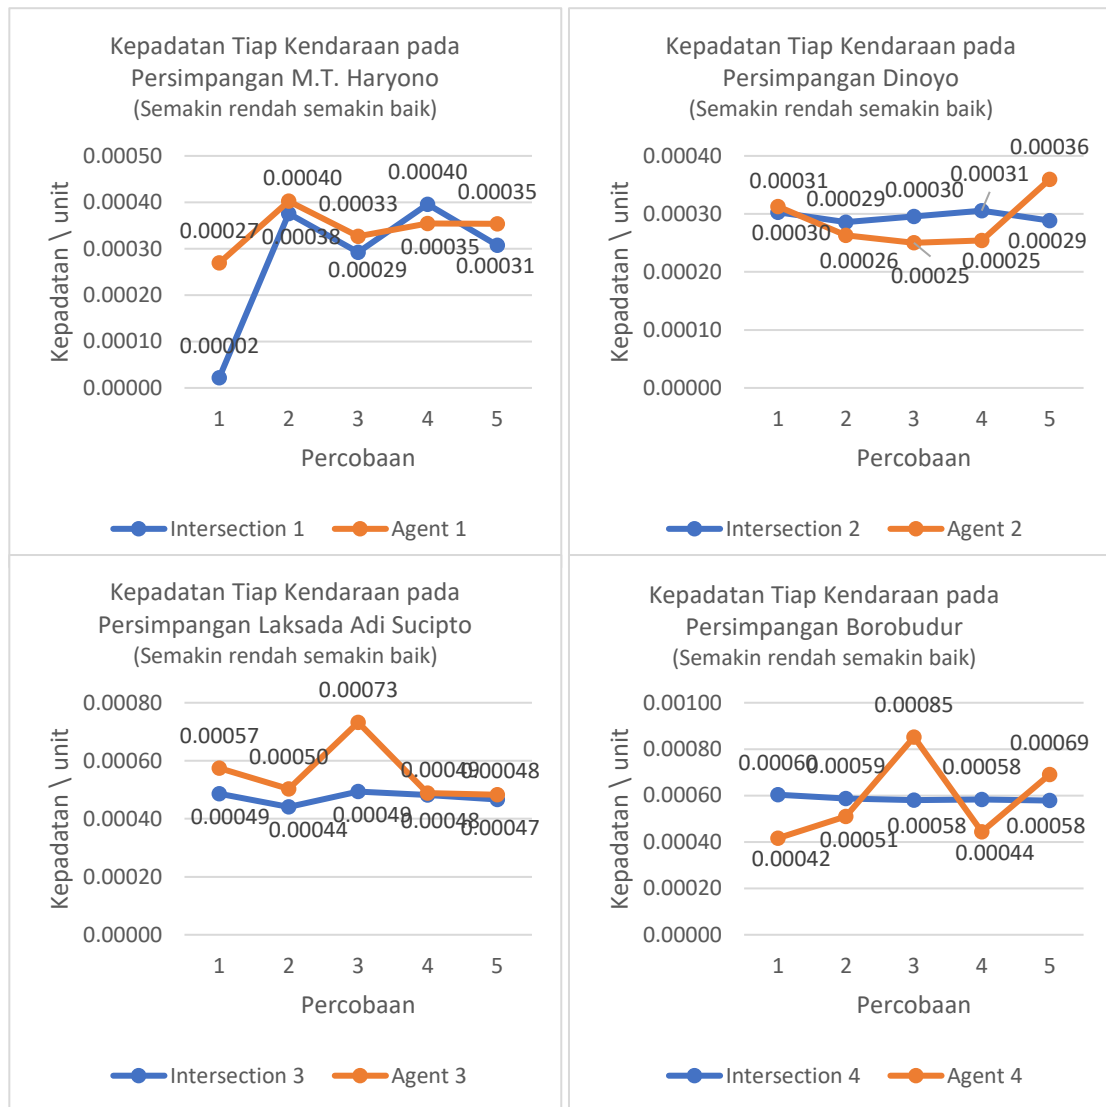 Kepadatan Tiap Kendaraan pada
Persimpangan M.T. Haryono
(Semakin rendah semakin baik)
Kepadatan \ unit
0.00050
0.00040
0.00030
0.00020
0.00010
0.00000
0.00002
0.00038
0.00029
0.00040
0.00031
0.00027
0.00040
0.00033
0.00035
0.00035
1 2 3 4 5
Percobaan
Intersection 1 Agent 1
Kepadatan Tiap Kendaraan pada
Persimpangan Dinoyo
(Semakin rendah semakin baik)
Kepadatan \ unit
0.00040
0.00030
0.00020
0.00010
0.00000
0.00030
0.00029
0.00030
0.00031
0.00029
0.00031
0.00026
0.00025
0.00025
0.00036
1 2 3 4 5
Percobaan
Intersection 2 Agent 2
Kepadatan Tiap Kendaraan pada
Persimpangan Laksada Adi Sucipto
(Semakin rendah semakin baik)
Kepadatan \ unit
0.00080
0.00060
0.00040
0.00020
0.00000
0.00049
0.00044
0.00049
0.00048
0.00047
0.00057
0.00050
0.00073
0.00049
0.00048
1 2 3 4 5
Percobaan
Intersection 3 Agent 3
Kepadatan Tiap Kendaraan pada
Persimpangan Borobudur
(Semakin rendah semakin baik)
Kepadatan \ unit
0.00100
0.00080
0.00060
0.00040
0.00020
0.00000
0.00060
0.00059
0.00058
0.00058
0.00058
0.00042
0.00051
0.00085
0.00044
0.00069
1 2 3 4 5
Percobaan
Intersection 4 Agent 4